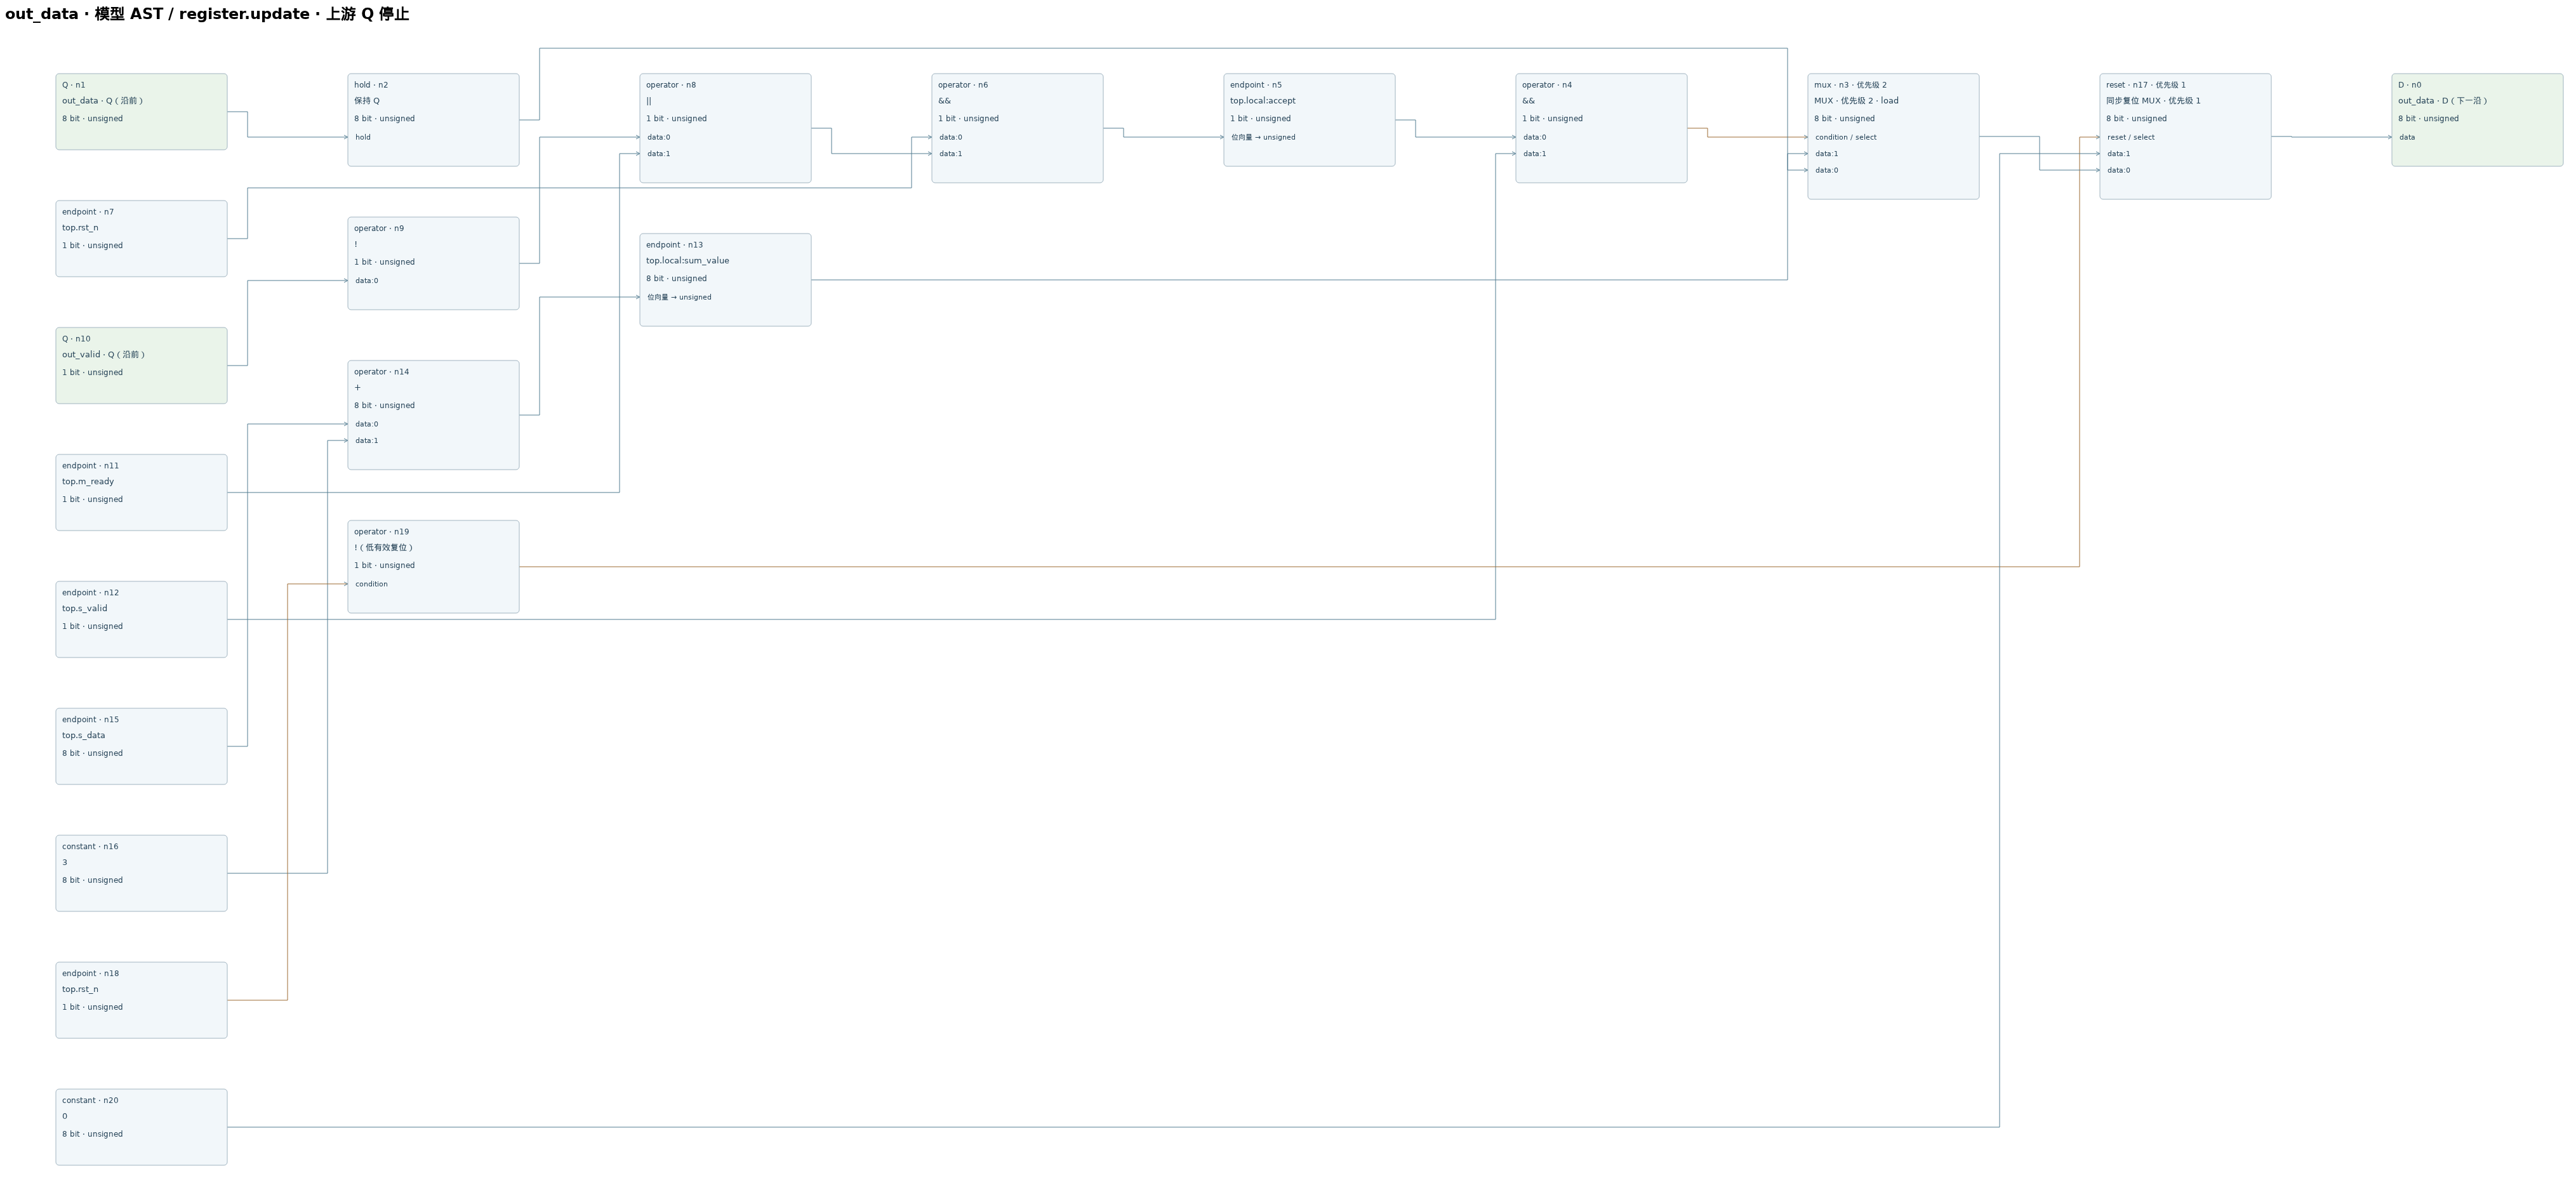 out_data · 模型 AST / register.update · 上游 Q 停止
Q · n1
out_data · Q（沿前）
8 bit · unsigned
hold · n2
保持 Q
8 bit · unsigned
hold
operator · n8
||
1 bit · unsigned
data:0
data:1
operator · n6
&&
1 bit · unsigned
data:0
data:1
endpoint · n5
top.local:accept
1 bit · unsigned
位向量 → unsigned
operator · n4
&&
1 bit · unsigned
data:0
data:1
mux · n3 · 优先级 2
MUX · 优先级 2 · load
8 bit · unsigned
condition / select
data:1
data:0
reset · n17 · 优先级 1
同步复位 MUX · 优先级 1
8 bit · unsigned
reset / select
data:1
data:0
D · n0
out_data · D（下一沿）
8 bit · unsigned
data
endpoint · n7
top.rst_n
1 bit · unsigned
operator · n9
!
1 bit · unsigned
data:0
endpoint · n13
top.local:sum_value
8 bit · unsigned
位向量 → unsigned
Q · n10
out_valid · Q（沿前）
1 bit · unsigned
operator · n14
+
8 bit · unsigned
data:0
data:1
endpoint · n11
top.m_ready
1 bit · unsigned
operator · n19
!（低有效复位）
1 bit · unsigned
condition
endpoint · n12
top.s_valid
1 bit · unsigned
endpoint · n15
top.s_data
8 bit · unsigned
constant · n16
3
8 bit · unsigned
endpoint · n18
top.rst_n
1 bit · unsigned
constant · n20
0
8 bit · unsigned